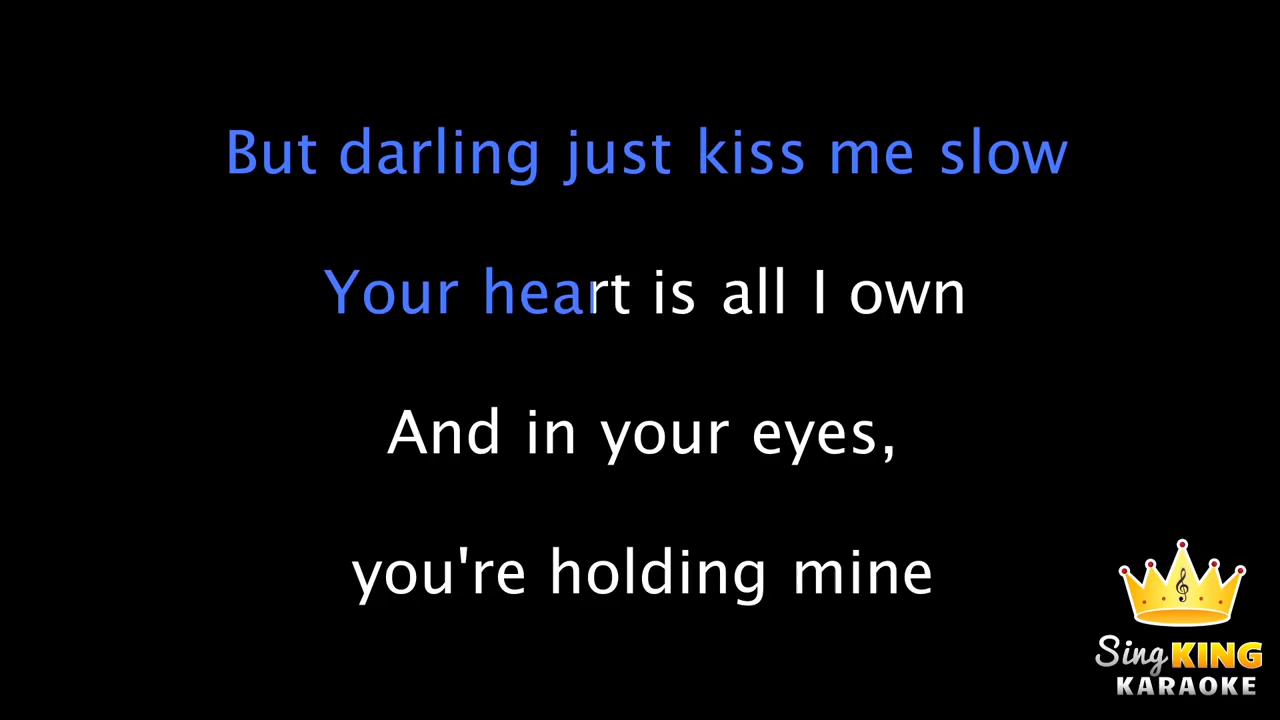 But darling just kiss me slow
Your heart is all I own
And in your eyes,
you're holding mine
Sing KING
KARAOKE